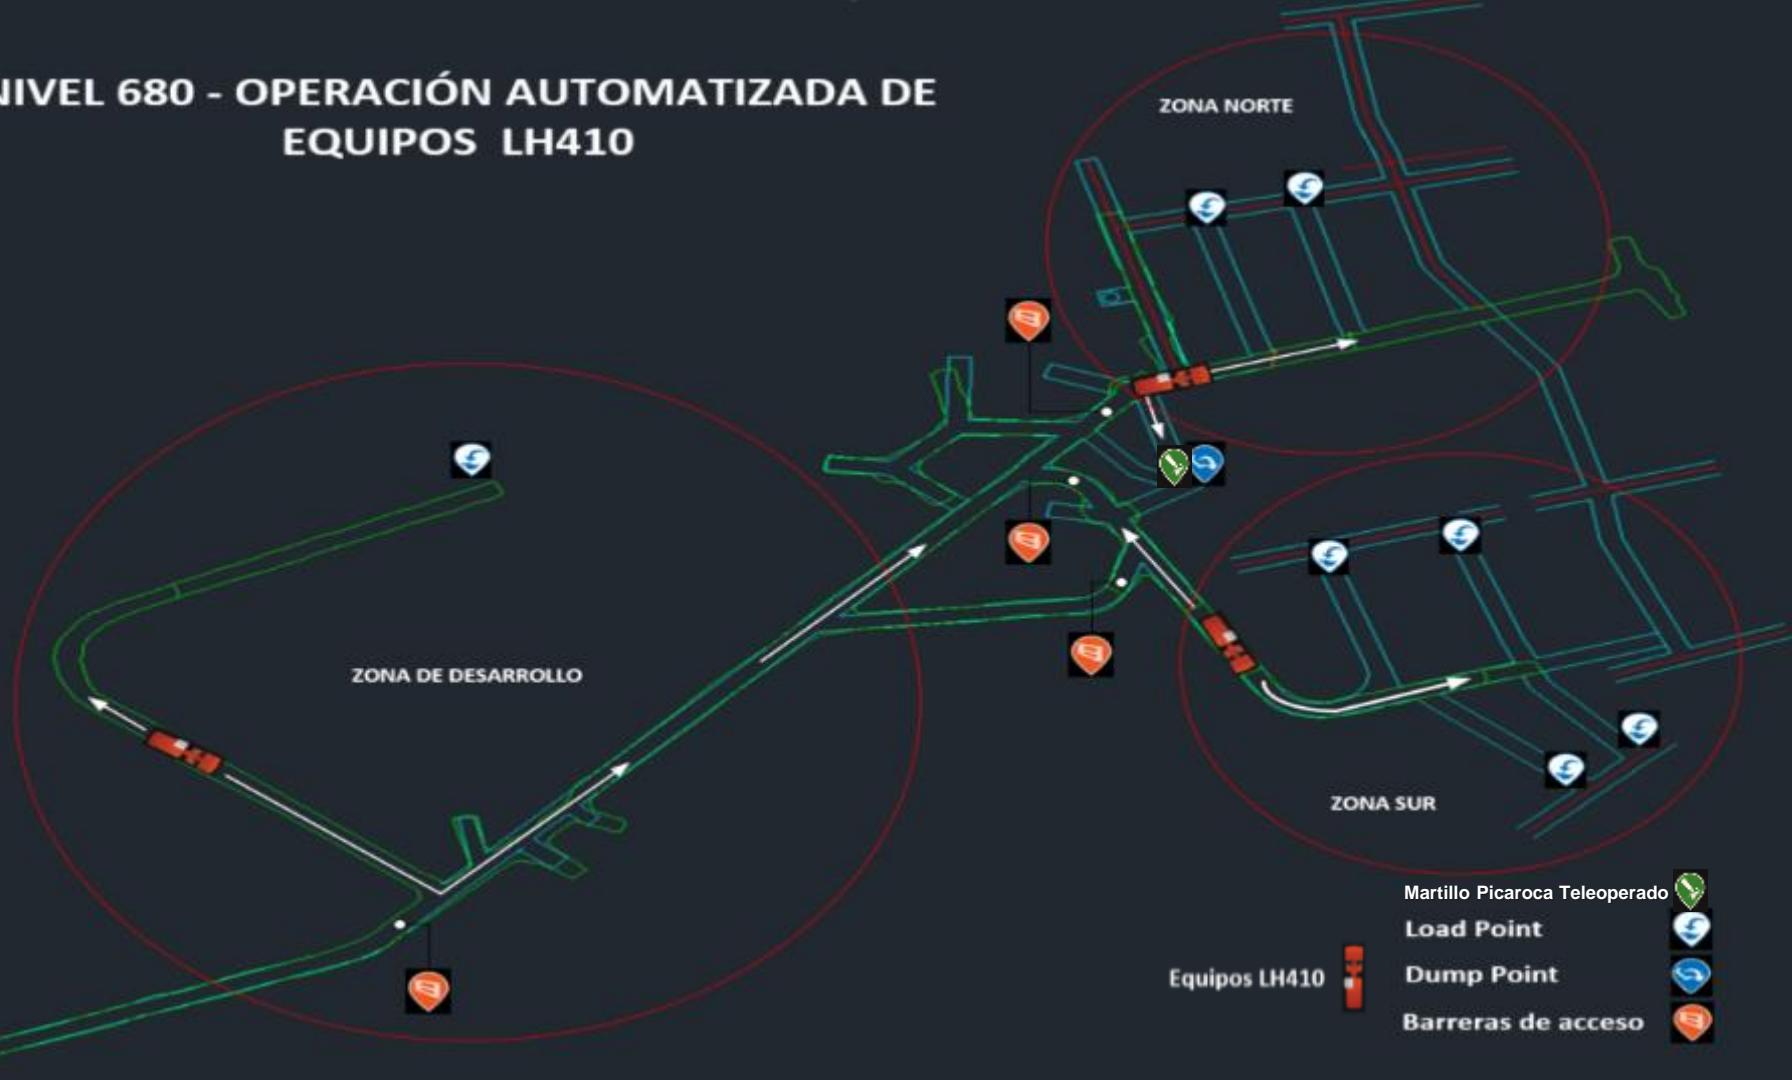 NIVEL 680 - OPERACIÓN AUTOMATIZADA DE
EQUIPOS LH410
ZONA NORTE
ZONA DE DESARROLLO
ZONA SUR
Martillo Picaroca Teleoperado
Load Point
Equipos LH410
Dump Point
Barreras de acceso